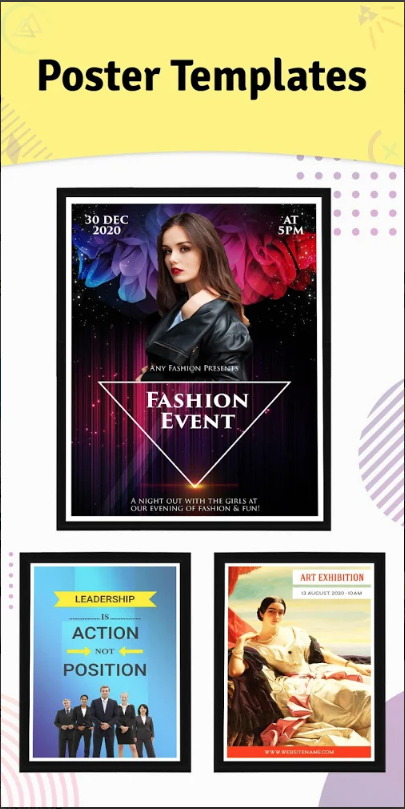 Poster Templates
30 DEC
2020
AT
5PM
ANY FASHION PRESENTS
FASHION
EVENT
A NIGHT OUT WITH THE GIRLS AT
OUR EVENING OF FASHION & FUN!
LEADERSHIP
IS
ACTION
NOT
POSITION
ART EXHIBITION
13 AUGUST 2020 - 10AM
WWW.WEBSITENAME.COM